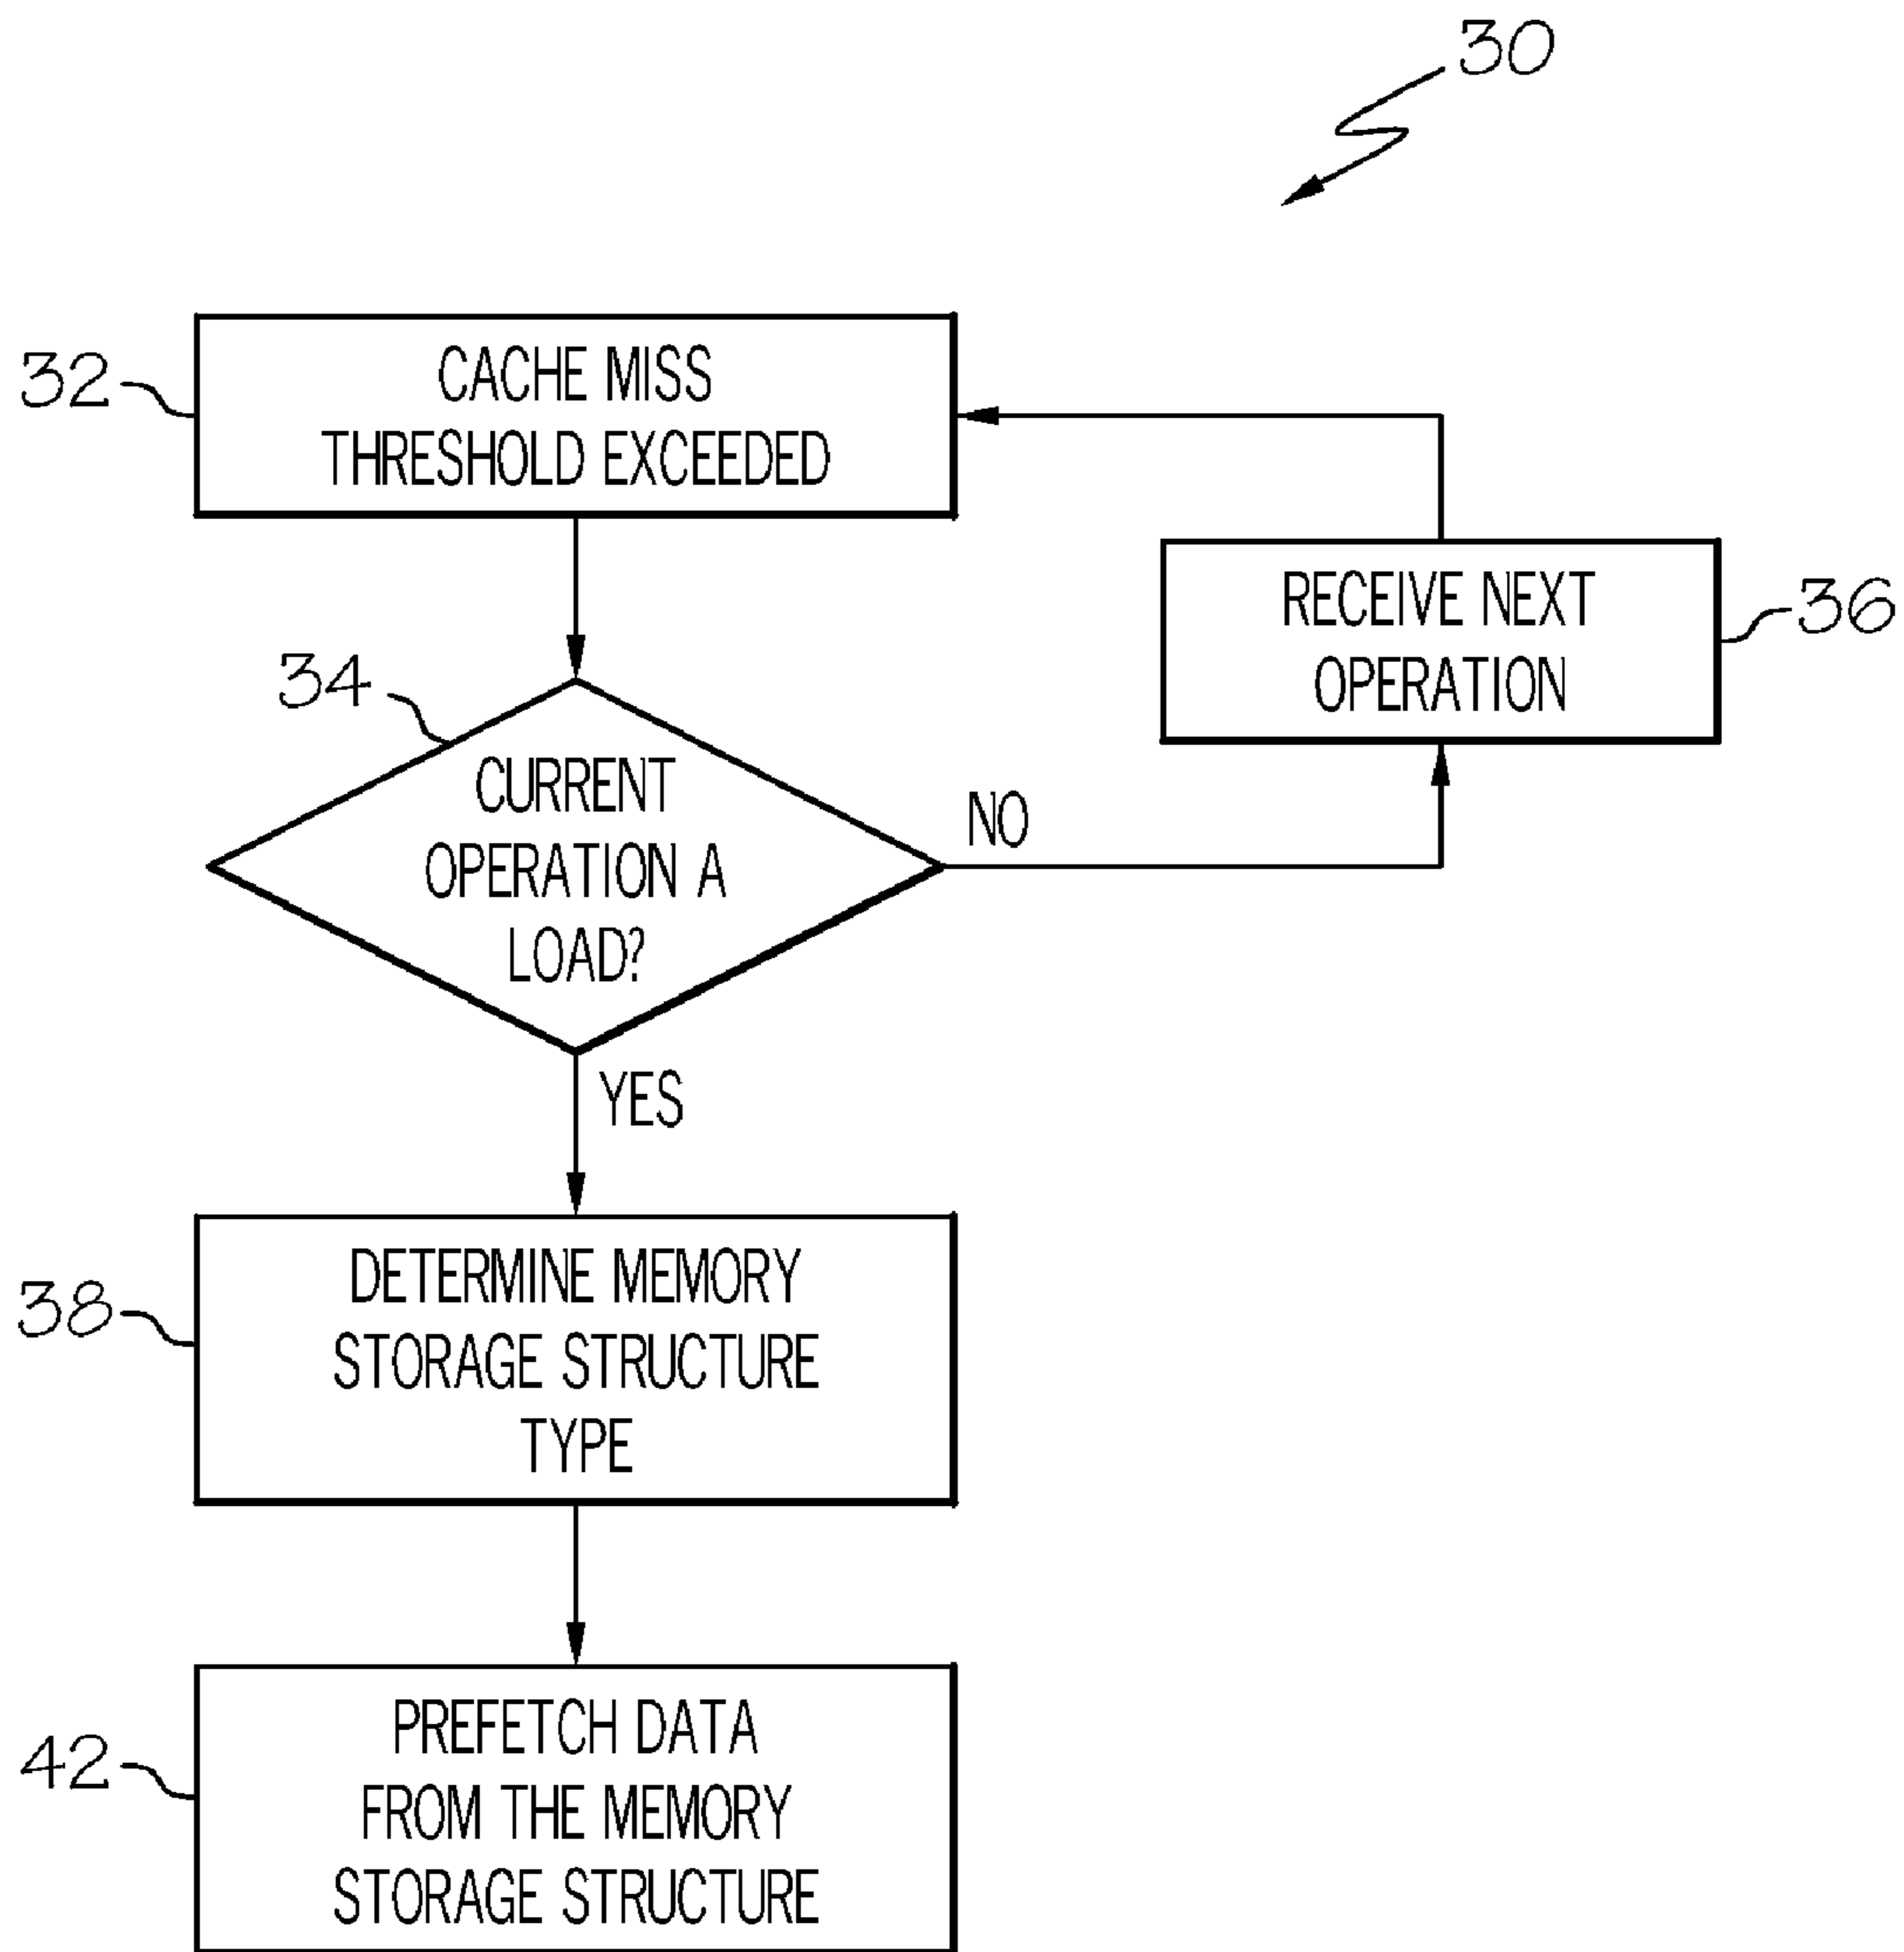 30
32
CACHE MISS
THRESHOLD EXCEEDED
RECEIVE NEXT
OPERATION
36
34
CURRENT
OPERATION A
LOAD?
NO
YES
38
DETERMINE MEMORY
STORAGE STRUCTURE
TYPE
42
PREFETCH DATA
FROM THE MEMORY
STORAGE STRUCTURE